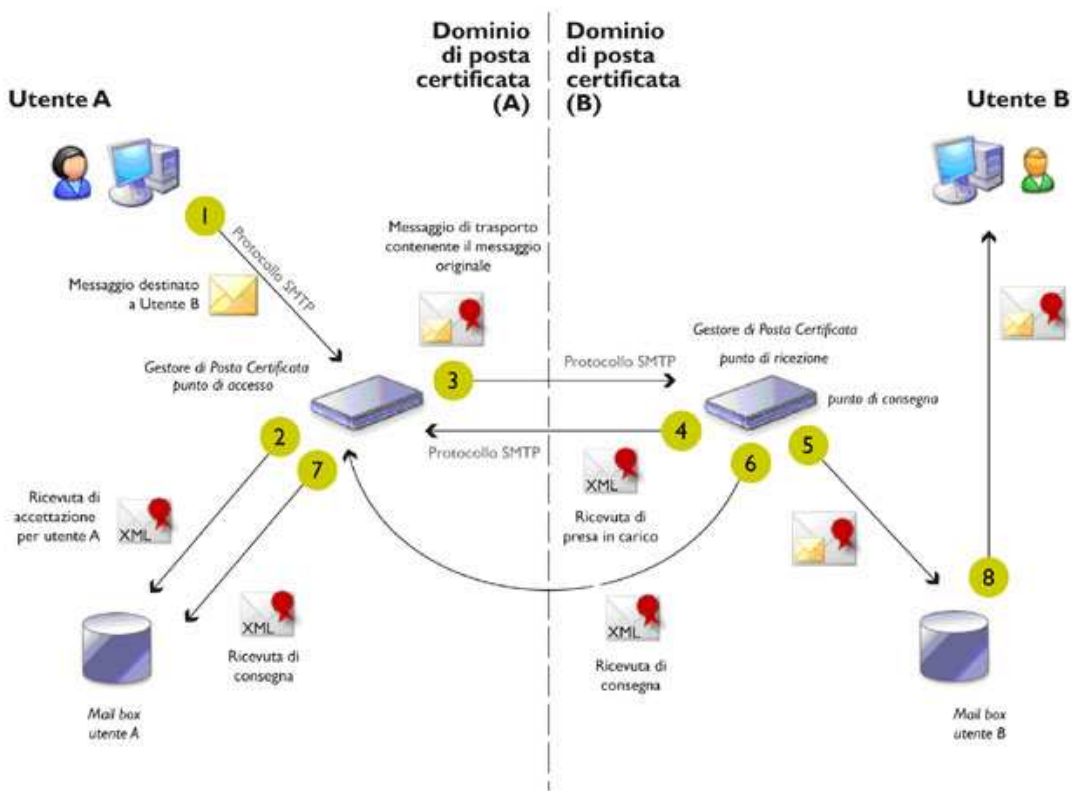 Dominio
di posta
certificata
(A)
Dominio
di posta
certificata
(B)
Utente A
Utente B
1
Protocollo SMTP
Messaggio destinato
a Utente B
Messaggio di trasporto
contenente il messaggio
originale
Gestore di Posta Certificata
punto di accesso
3
Protocollo SMTP
Gestore di Posta Certificata
punto di ricezione
punto di consegna
2
7
Protocollo SMTP
4
6
5
Ricevuta di
accettazione
per utente A
XML
XML
Ricevuta di
presa in carico
8
XML
Ricevuta di
consegna
XML
Ricevuta di
consegna
Mail box
utente A
Mail box
utente B